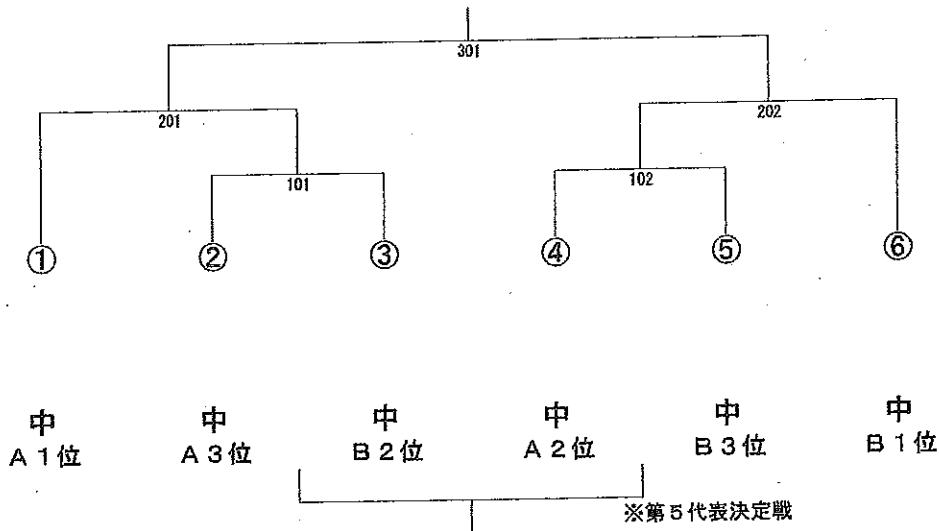 301
201
202
101
102
①
②
③
④
⑤
⑥
中
中
中
中
中
中
A1位
A3位
B2位
A2位
B3位
B1位
※第5代表決定戦